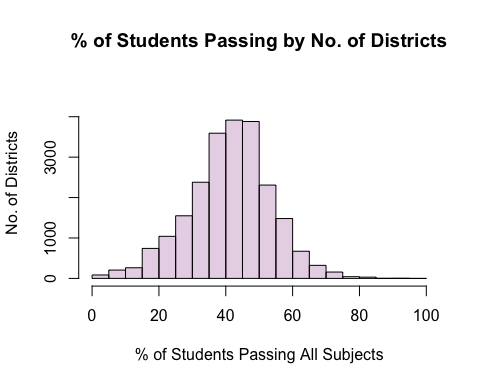 % of Students Passing by No. of Districts
No. of Districts
3000
1000
0
0 20 40 60 80 100
% of Students Passing All Subjects